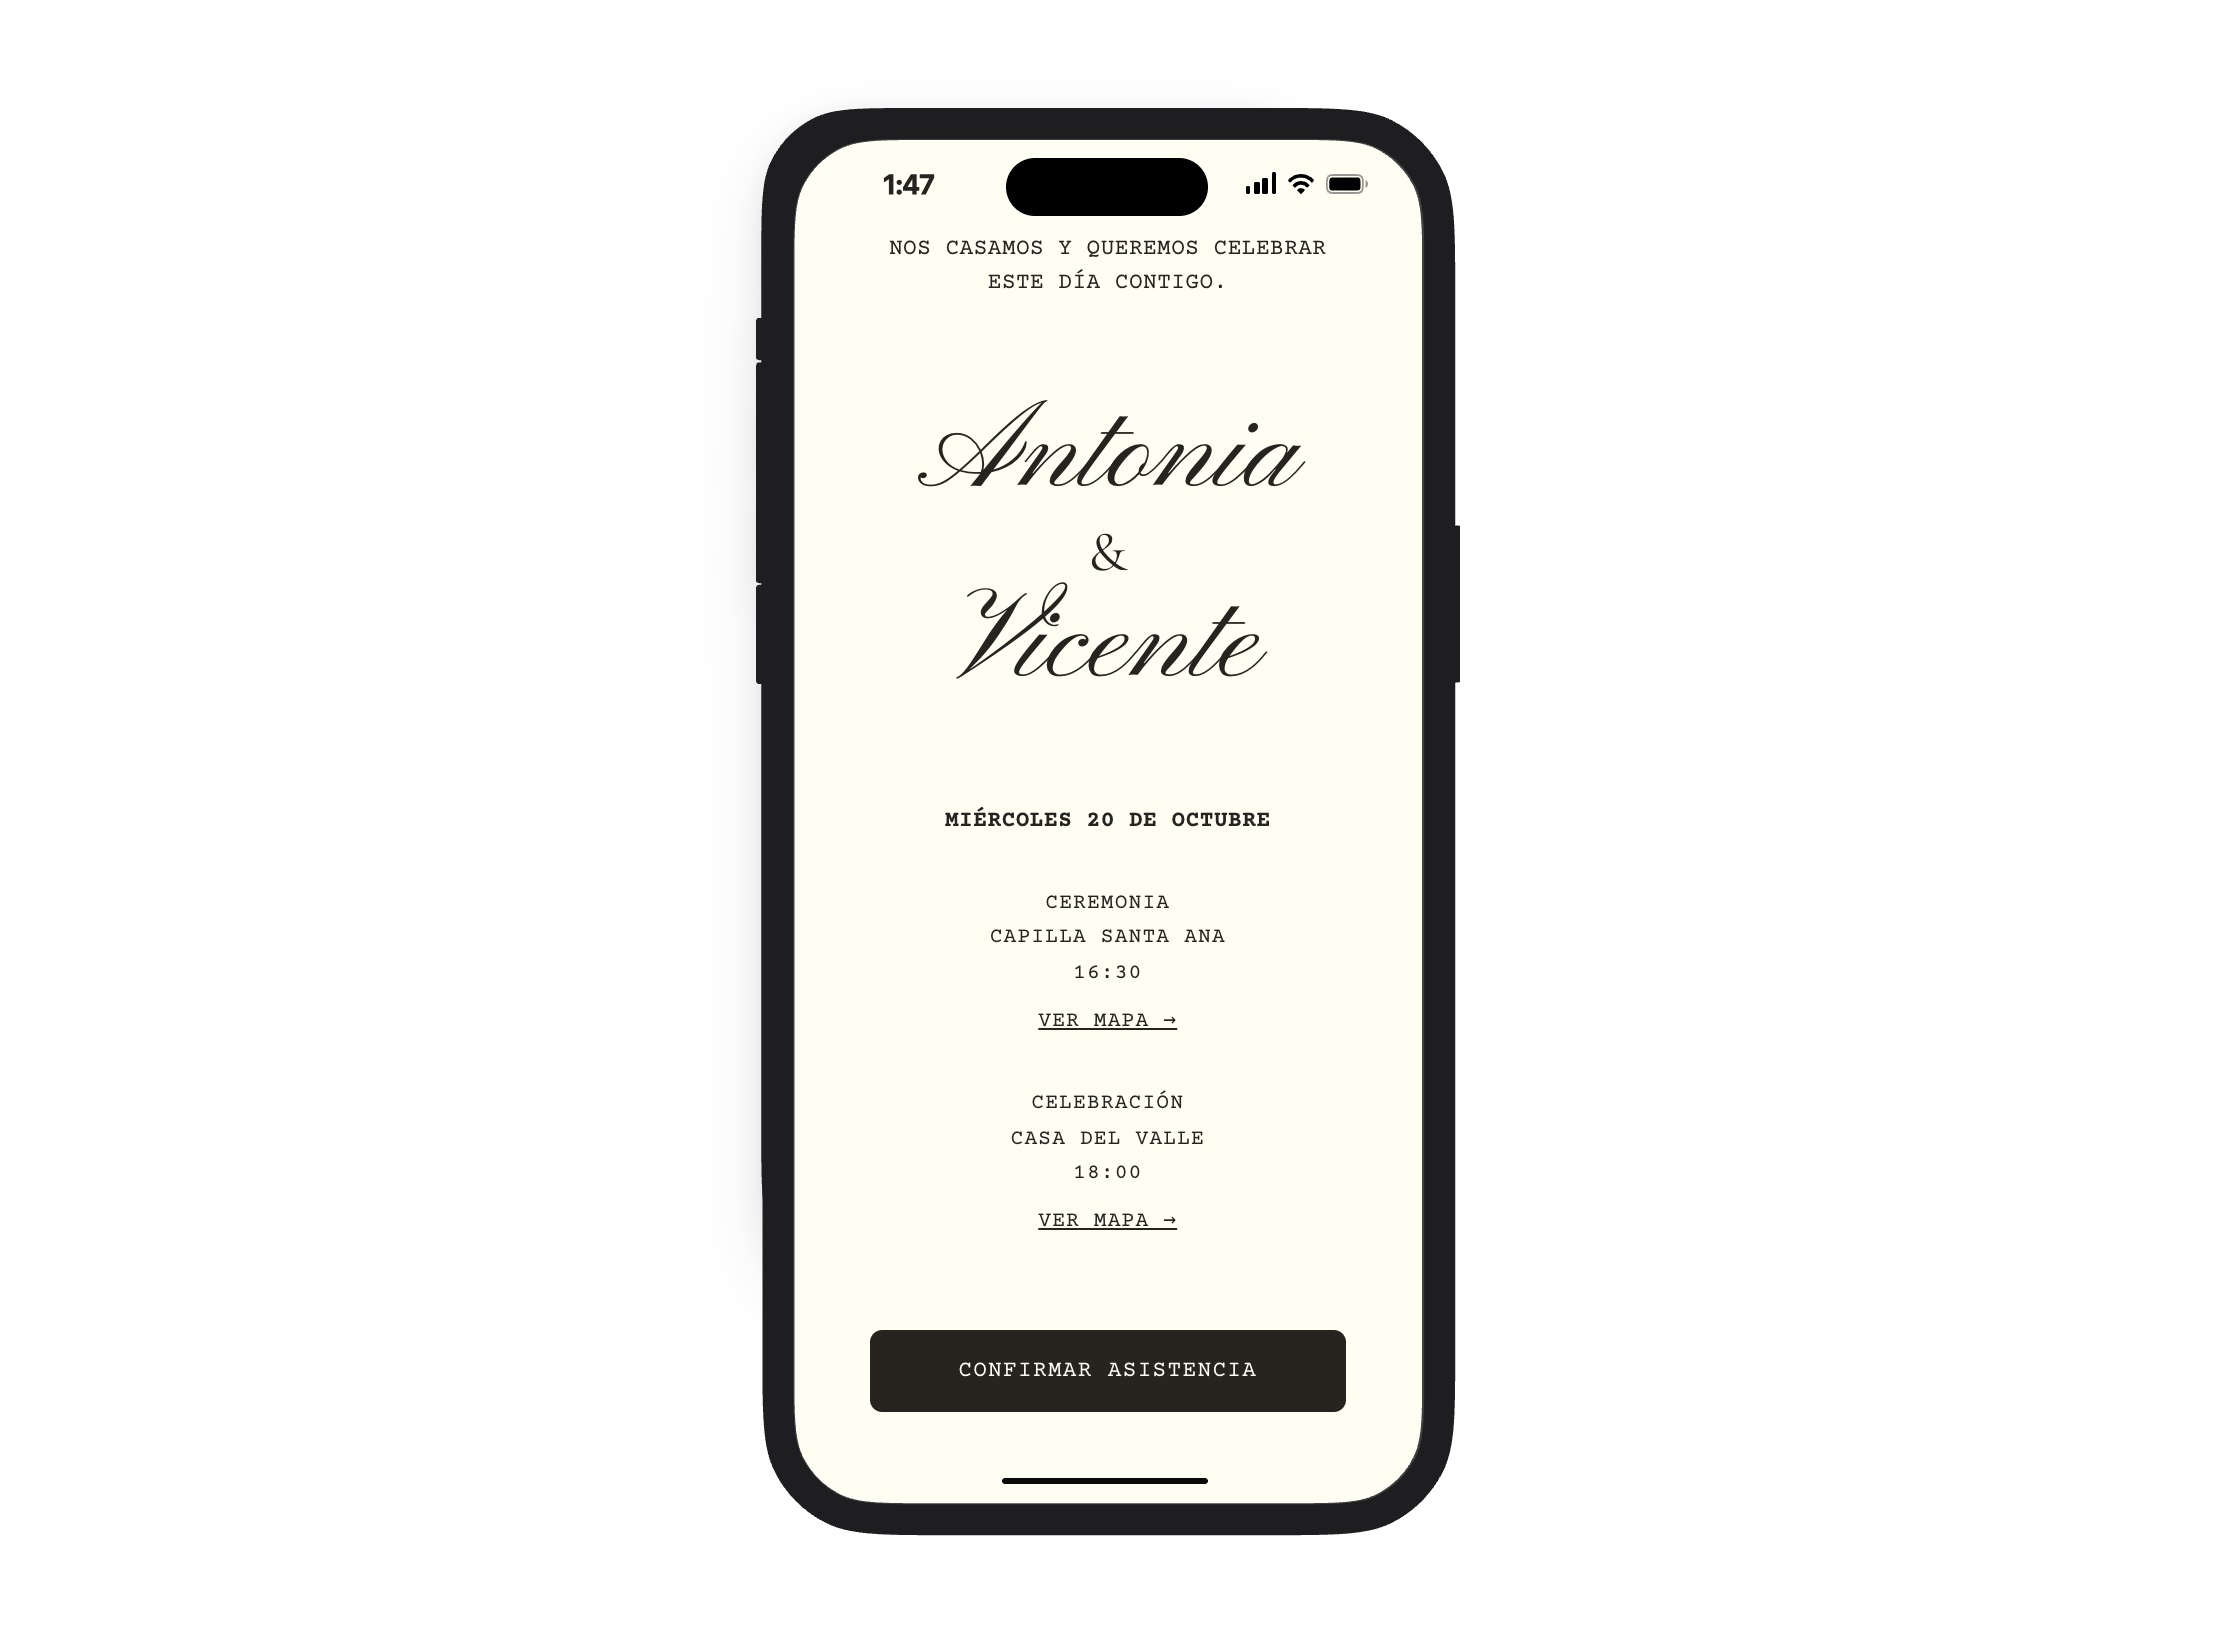 1:47
NOS CASAMOS Y QUEREMOS CELEBRAR
ESTE DÍA CONTIGO.
Antonia
&
Vicente
MIÉRCOLES 20 DE OCTUBRE
CEREMONIA
CAPILLA SANTA ANA
16:30
VER MAPA →
CELEBRACIÓN
CASA DEL VALLE
18:00
VER MAPA →
CONFIRMAR ASISTENCIA